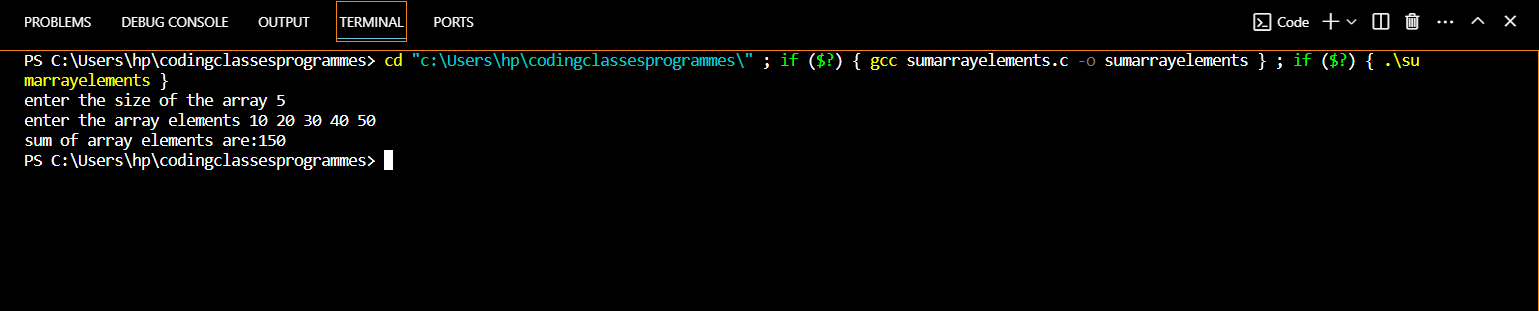 PROBLEMS DEBUG CONSOLE OUTPUT TERMINAL PORTS Code
PS C:\Users\hp\codingclassesprogrammes> cd "c:\Users\hp\codingclassesprogrammes\" ; if ($?) { gcc sumarrayelements.c -o sumarrayelements } ; if ($?) { .\su
marrayelements }
enter the size of the array 5
enter the array elements 10 20 30 40 50
sum of array elements are:150
PS C:\Users\hp\codingclassesprogrammes>